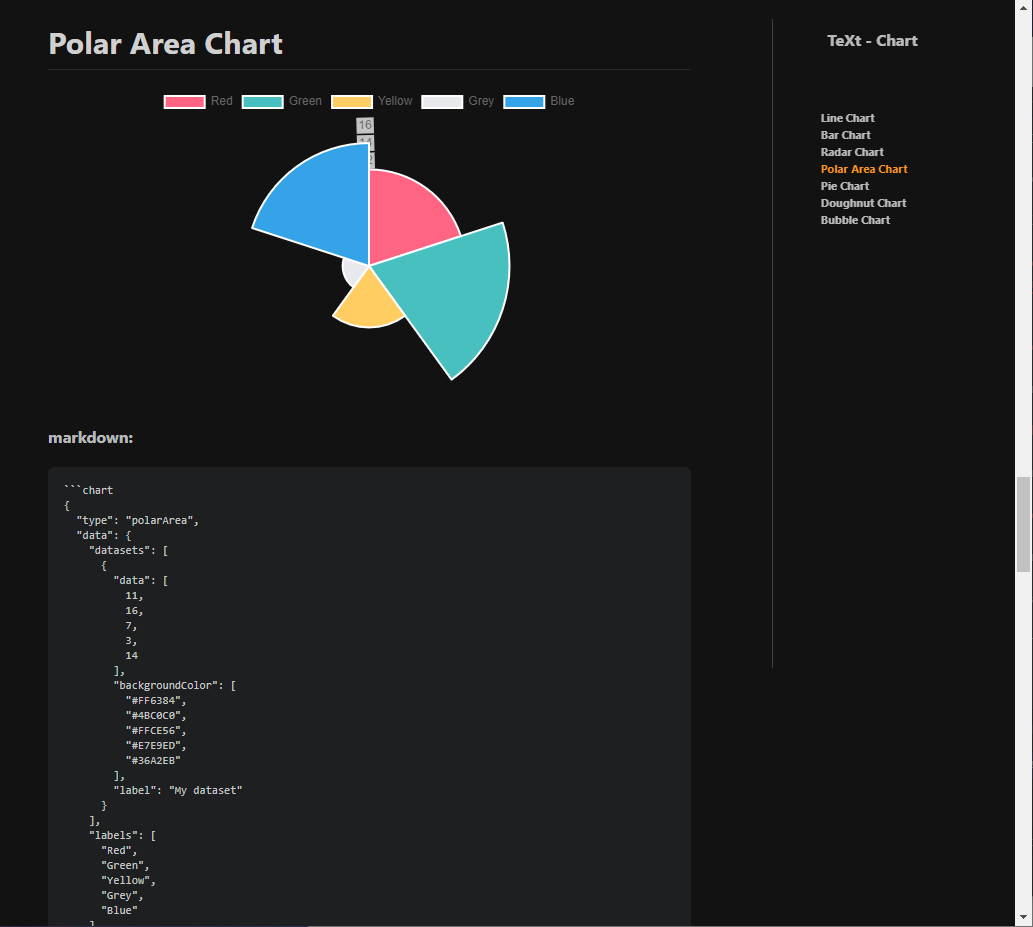 Polar Area Chart
Red Green Yellow Grey Blue
16
markdown:
```chart
{
  "type": "polarArea",
  "data": {
    "datasets": [
      {
        "data": [
          11,
          16,
          7,
          3,
          14
        ],
        "backgroundColor": [
          "#FF6384",
          "#4BC0C0",
          "#FFCE56",
          "#E7E9ED",
          "#36A2EB"
        ],
        "label": "My dataset"
      }
    ],
    "labels": [
      "Red",
      "Green",
      "Yellow",
      "Grey",
      "Blue"
TeXt - Chart
Line Chart
Bar Chart
Radar Chart
Polar Area Chart
Pie Chart
Doughnut Chart
Bubble Chart